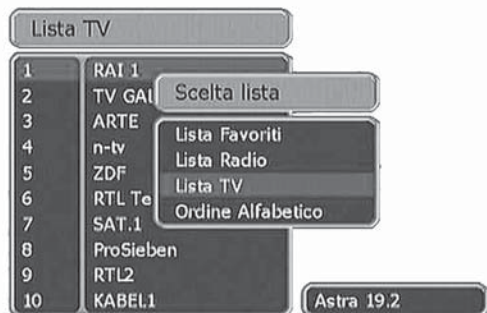 Lista TV
1 RAI 1
2 TV GAL
3 ARTE
4 n-tv
5 ZDF
6 RTL Te
7 SAT.1
8 ProSieben
9 RTL2
10 KABEL1
Scelta lista
Lista Favoriti
Lista Radio
Lista TV
Ordine Alfabetico
Astra 19.2